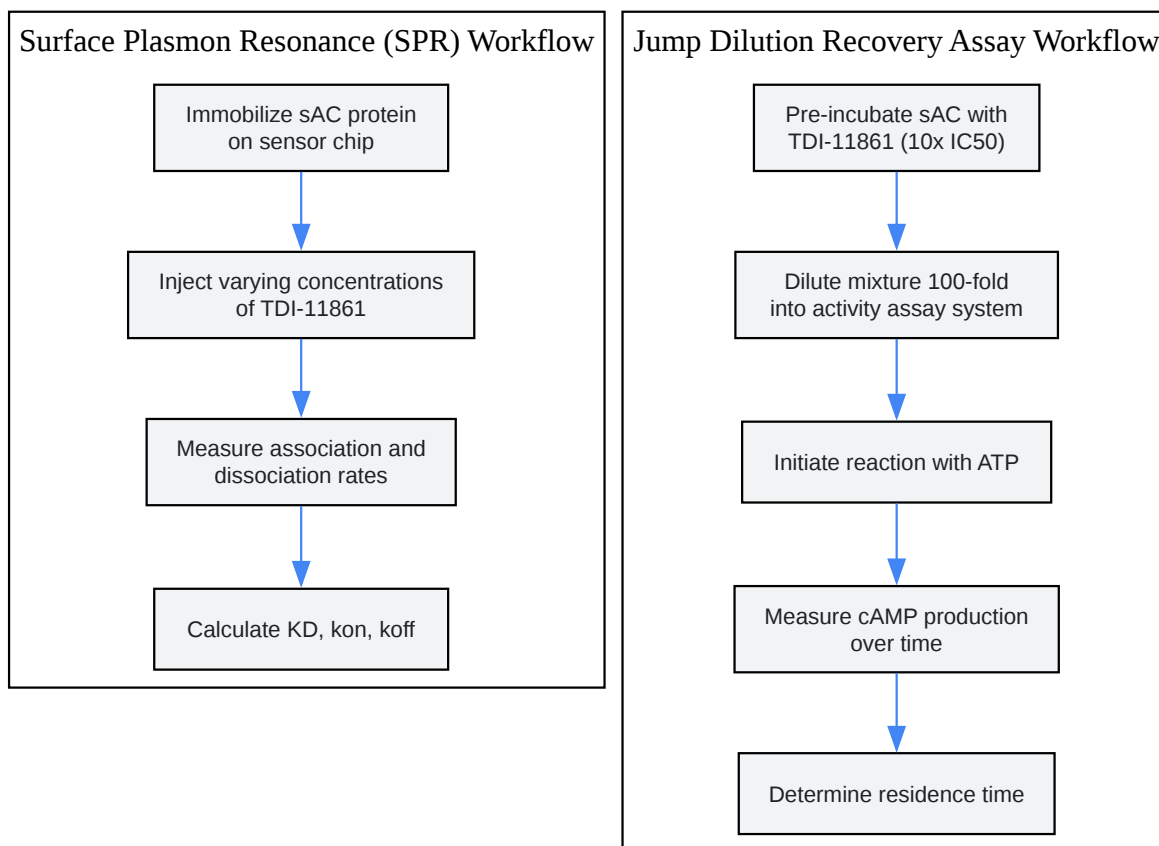 Surface Plasmon Resonance (SPR) Workflow
Immobilize sAC protein
on sensor chip
Inject varying concentrations
of TDI-11861
Measure association and
dissociation rates
Calculate KD, kon, koff
Jump Dilution Recovery Assay Workflow
Pre-incubate sAC with
TDI-11861 (10x IC50)
Dilute mixture 100-fold
into activity assay system
Initiate reaction with ATP
Measure cAMP production
over time
Determine residence time